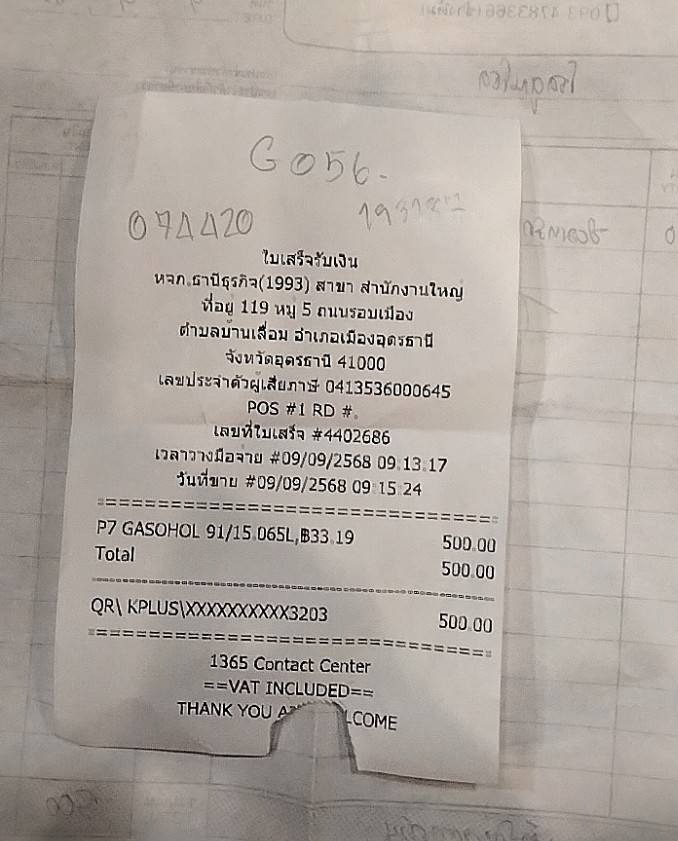 G056-
074420
ใบเสร็จรับเงิน
หจก.ธานีธุรกิจ(1993) สาขา สำนักงานใหญ่
ที่อยู่ 119 หมู่ 5 ถนนรอบเมือง
ตำบลบ้านเลื่อม อำเภอเมืองอุดรธานี
จังหวัดอุดรธานี 41000
เลขประจำตัวผู้เสียภาษี 0413536000645
POS #1 RD #.
เลขที่ใบเสร็จ #4402686
เวลาวางมือจ่าย #09/09/2568 09:13:17
วันที่ขาย #09/09/2568 09:15:24
P7 GASOHOL 91/15.065L,฿33.19 500.00
Total 500.00
QR\ KPLUS\XXXXXXXXXX3203 500.00
1365 Contact Center
==VAT INCLUDED==
THANK YOU